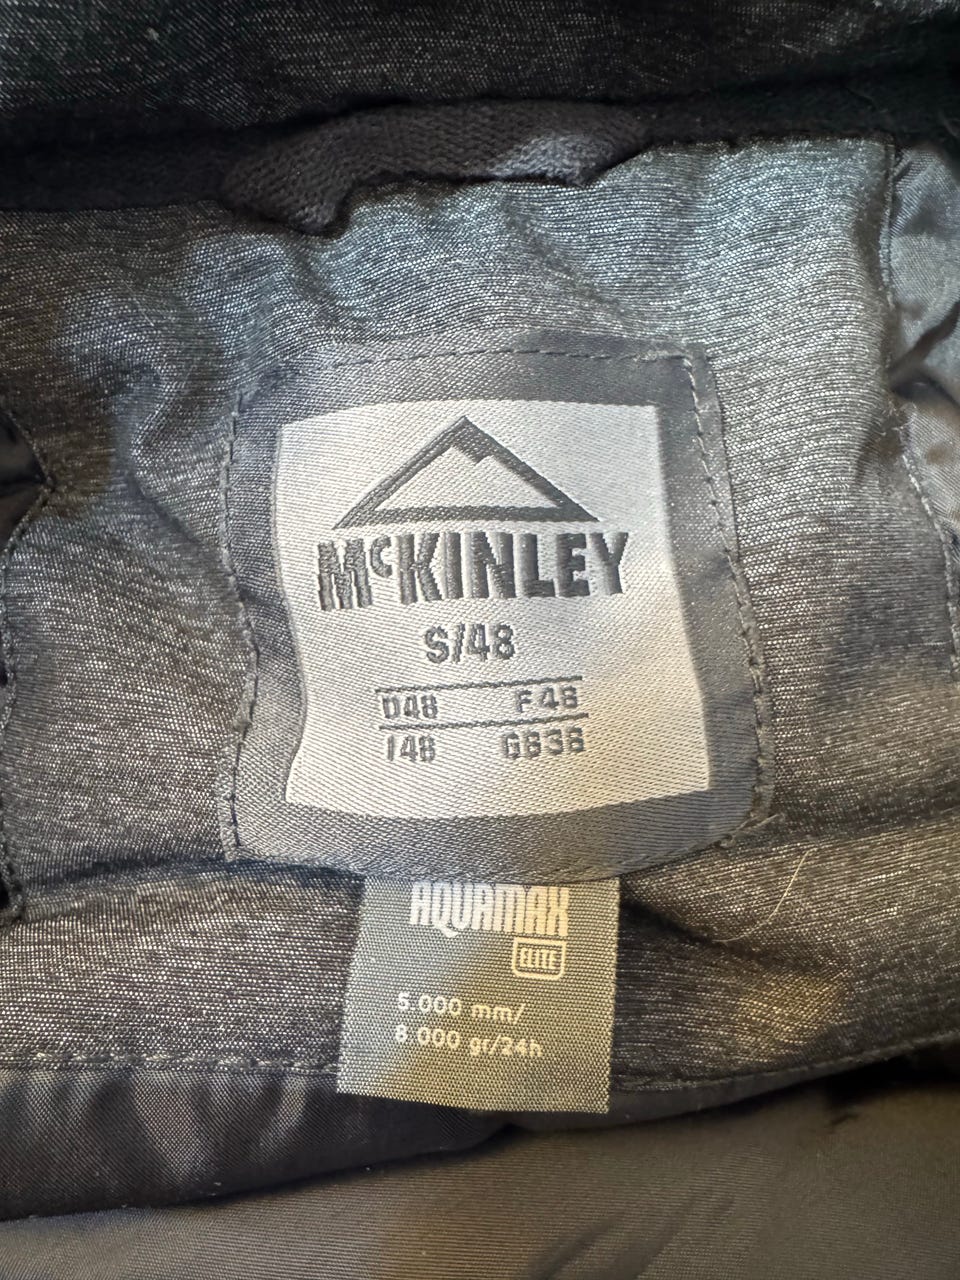 McKINLEY
S/48
D48 F48
I48 GB38
AQUAMAX
ELITE
5.000 mm/
8.000 gr/24h